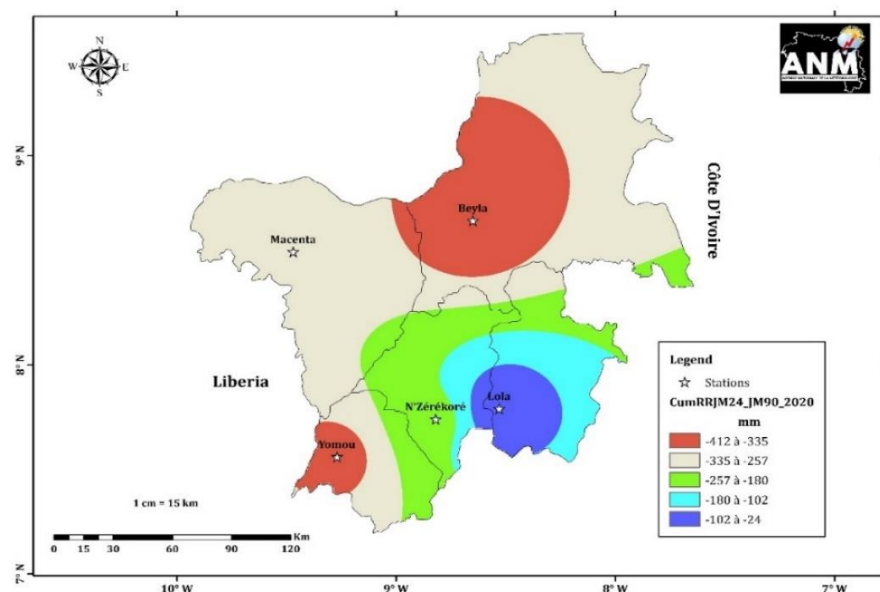 N
W E
S
ANM
9° N
8° N
7° N
Côte D'Ivoire
Beyla
Macenta
Liberia
N'Zérékoré
Lola
Yomou
Legend
Stations
CumRRJM24_JM90_2020
mm
-412 à -335
-335 à -257
-257 à -180
-180 à -102
-102 à -24
1 cm = 15 km
Km
0 15 30 60 90 120
10° W 9° W 8° W 7° W